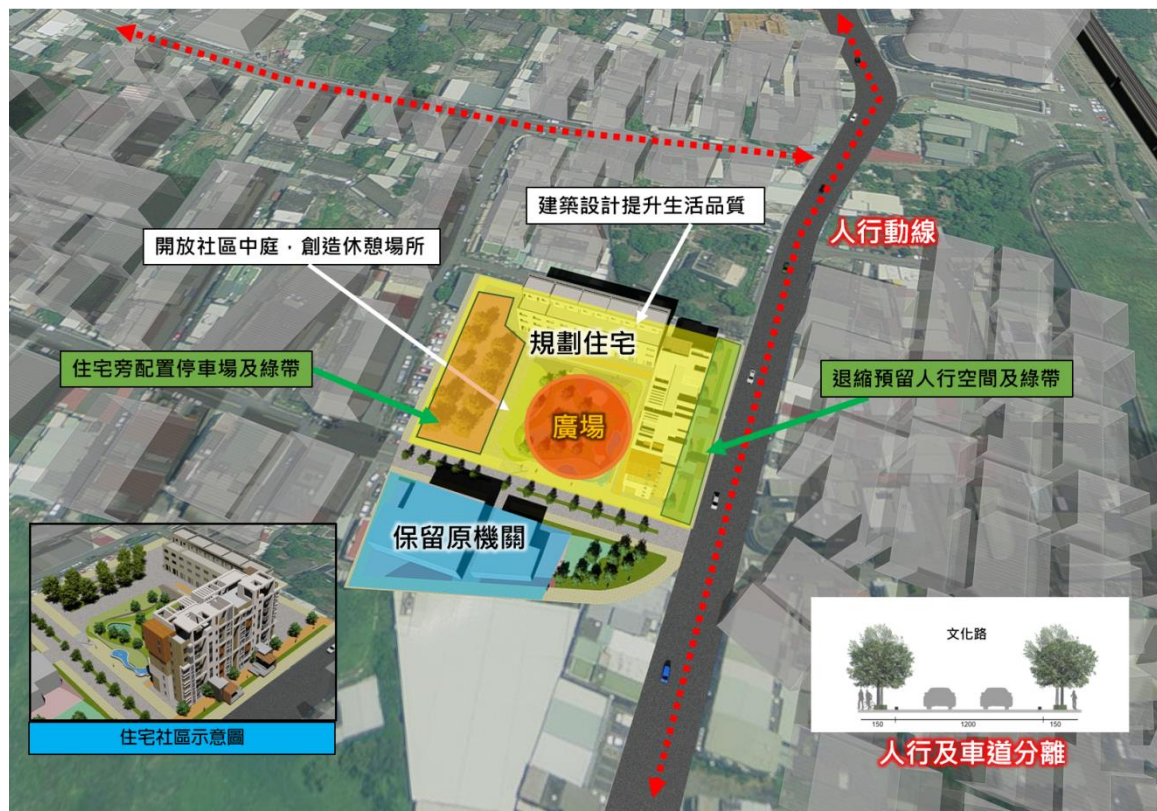 建築設計提升生活品質
人行動線
開放社區中庭，創造休憩場所
規劃住宅
住宅旁配置停車場及綠帶
退縮預留人行空間及綠帶
廣場
保留原機關
文化路
150 1200 150
住宅社區示意圖
人行及車道分離